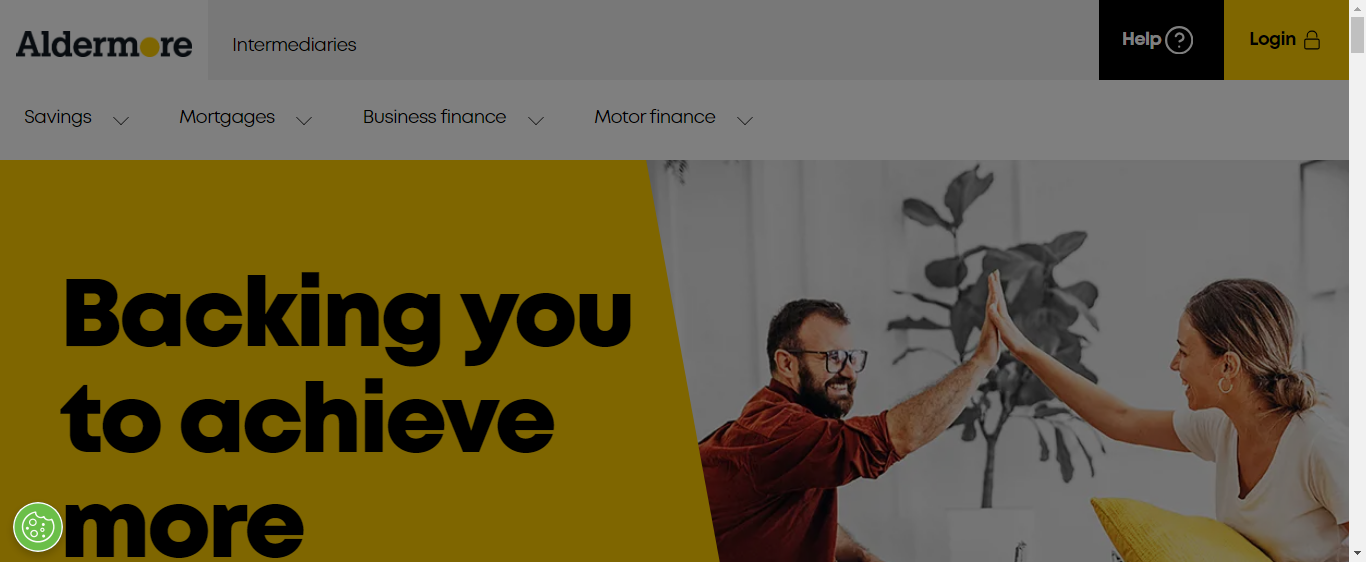 Aldermore
Intermediaries
Help ?
Login
Savings
Mortgages
Business finance
Motor finance
Backing you
to achieve
more